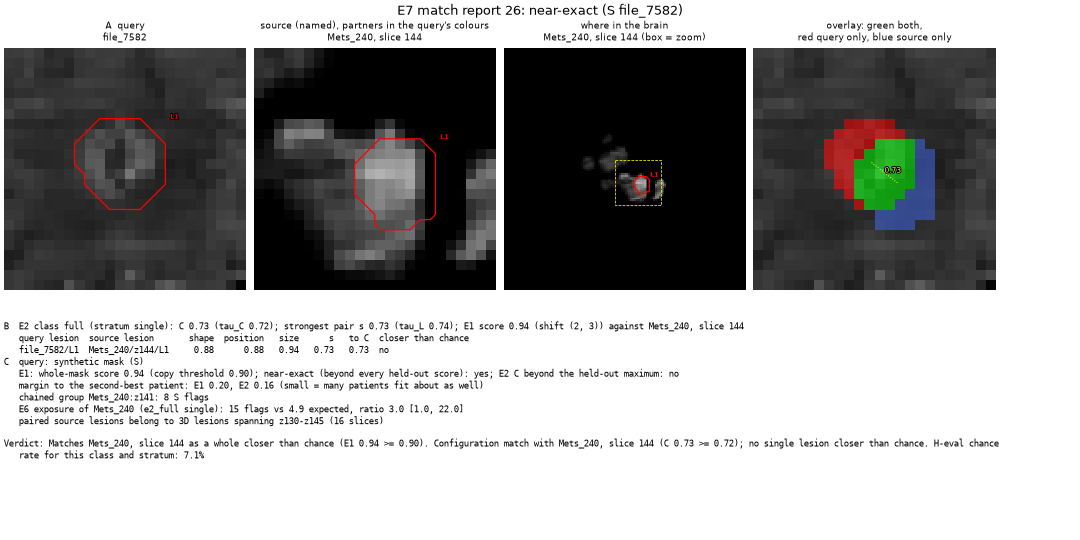 E7 match report 26: near-exact (S file_7582)
A query
file_7582
source (named), partners in the query's colours
Mets_240, slice 144
where in the brain
Mets_240, slice 144 (box = zoom)
overlay: green both,
red query only, blue source only
L1
L1
L1
0.73
B E2 class full (stratum single): C 0.73 (tau_C 0.72); strongest pair s 0.73 (tau_L 0.74); E1 score 0.94 (shift (2, 3)) against Mets_240, slice 144
query lesion source lesion shape position size s to C closer than chance
file_7582/L1 Mets_240/z144/L1 0.88 0.88 0.94 0.73 0.73 no
C query: synthetic mask (S)
E1: whole-mask score 0.94 (copy threshold 0.90); near-exact (beyond every held-out score): yes; E2 C beyond the held-out maximum: no
margin to the second-best patient: E1 0.20, E2 0.16 (small = many patients fit about as well)
chained group Mets_240:z141: 8 S flags
E6 exposure of Mets_240 (e2_full single): 15 flags vs 4.9 expected, ratio 3.0 [1.0, 22.0]
paired source lesions belong to 3D lesions spanning z130-z145 (16 slices)
Verdict: Matches Mets_240, slice 144 as a whole closer than chance (E1 0.94 >= 0.90). Configuration match with Mets_240, slice 144 (C 0.73 >= 0.72); no single lesion closer than chance. H-eval chance
rate for this class and stratum: 7.1%